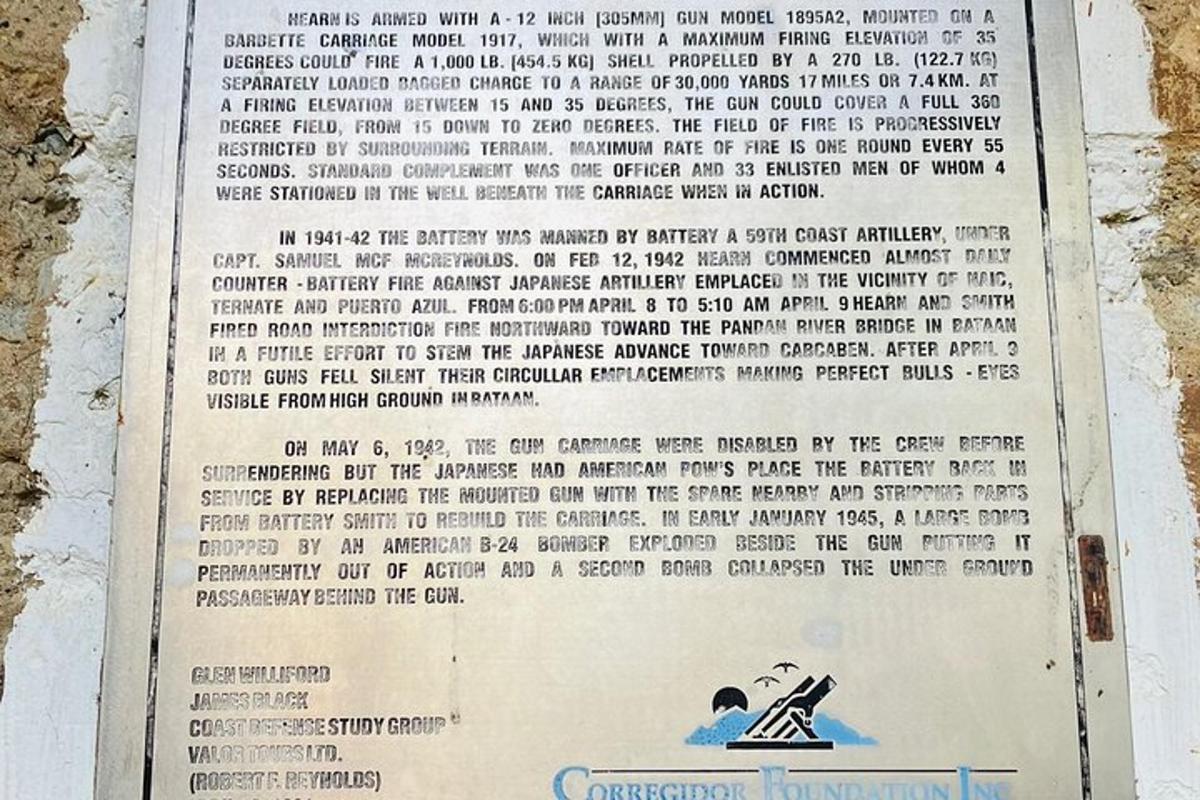 HEARN IS ARMED WITH A - 12 INCH [305MM] GUN MODEL 1895A2, MOUNTED ON A
BARBETTE CARRIAGE MODEL 1917, WHICH WITH A MAXIMUM FIRING ELEVATION OF 35
DEGREES COULD FIRE A 1,000 LB. [454.5 KG] SHELL PROPELLED BY A 270 LB. (122.7 KG)
SEPARATELY LOADED BAGGED CHARGE TO A RANGE OF 30,000 YARDS 17 MILES OR 7.4 KM. AT
A FIRING ELEVATION BETWEEN 15 AND 35 DEGREES, THE GUN COULD COVER A FULL 360
DEGREE FIELD, FROM 15 DOWN TO ZERO DEGREES. THE FIELD OF FIRE IS PROGRESSIVELY
RESTRICTED BY SURROUNDING TERRAIN. MAXIMUM RATE OF FIRE IS ONE ROUND EVERY 55
SECONDS. STANDARD COMPLEMENT WAS ONE OFFICER AND 33 ENLISTED MEN OF WHOM 4
WERE STATIONED IN THE WELL BENEATH THE CARRIAGE WHEN IN ACTION.
IN 1941-42 THE BATTERY WAS MANNED BY BATTERY A 59TH COAST ARTILLERY, UNDER
CAPT. SAMUEL MCF MCREYNOLDS. ON FEB 12, 1942 HEARN COMMENCED ALMOST DAILY
COUNTER - BATTERY FIRE AGAINST JAPANESE ARTILLERY EMPLACED IN THE VICINITY OF NAIC,
TERNATE AND PUERTO AZUL. FROM 6:00 PM APRIL 8 TO 5:10 AM APRIL 9 HEARN AND SMITH
FIRED ROAD INTERDICTION FIRE NORTHWARD TOWARD THE PANDAN RIVER BRIDGE IN BATAAN
IN A FUTILE EFFORT TO STEM THE JAPANESE ADVANCE TOWARD CABCABEN. AFTER APRIL 9
BOTH GUNS FELL SILENT THEIR CIRCULLAR EMPLACEMENTS MAKING PERFECT BULLS - EYES
VISIBLE FROM HIGH GROUND IN BATAAN.
ON MAY 6, 1942, THE GUN CARRIAGE WERE DISABLED BY THE CREW BEFORE
SURRENDERING BUT THE JAPANESE HAD AMERICAN POW'S PLACE THE BATTERY BACK IN
SERVICE BY REPLACING THE MOUNTED GUN WITH THE SPARE NEARBY AND STRIPPING PARTS
FROM BATTERY SMITH TO REBUILD THE CARRIAGE. IN EARLY JANUARY 1945, A LARGE BOMB
DROPPED BY AN AMERICAN B-24 BOMBER EXPLODED BESIDE THE GUN PUTTING IT
PERMANENTLY OUT OF ACTION AND A SECOND BOMB COLLAPSED THE UNDER GROUND
PASSAGEWAY BEHIND THE GUN.
GLEN WILLIFORD
JAMES BLACK
COAST DEFENSE STUDY GROUP
VALOR TOURS LTD.
(ROBERT F. REYNOLDS)
CORREGIDOR FOUNDATION INC